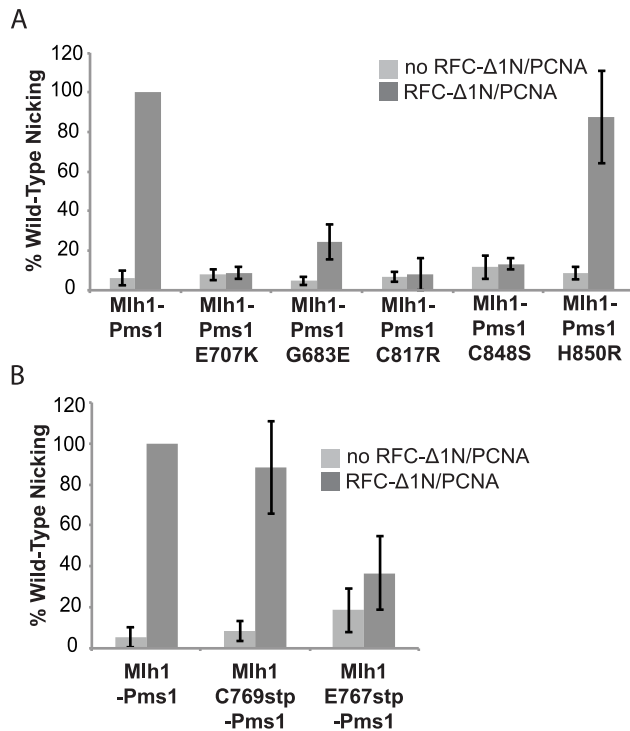 A
120
100
80
60
40
20
0
% Wild-Type Nicking
no RFC-Δ1N/PCNA
RFC-Δ1N/PCNA
Mlh1-
Pms1
Mlh1-
Pms1
E707K
Mlh1-
Pms1
G683E
Mlh1-
Pms1
C817R
Mlh1-
Pms1
C848S
Mlh1-
Pms1
H850R
B
120
100
80
60
40
20
0
% Wild-Type Nicking
no RFC-Δ1N/PCNA
RFC-Δ1N/PCNA
Mlh1
-Pms1
Mlh1
C769stp
-Pms1
Mlh1
E767stp
-Pms1